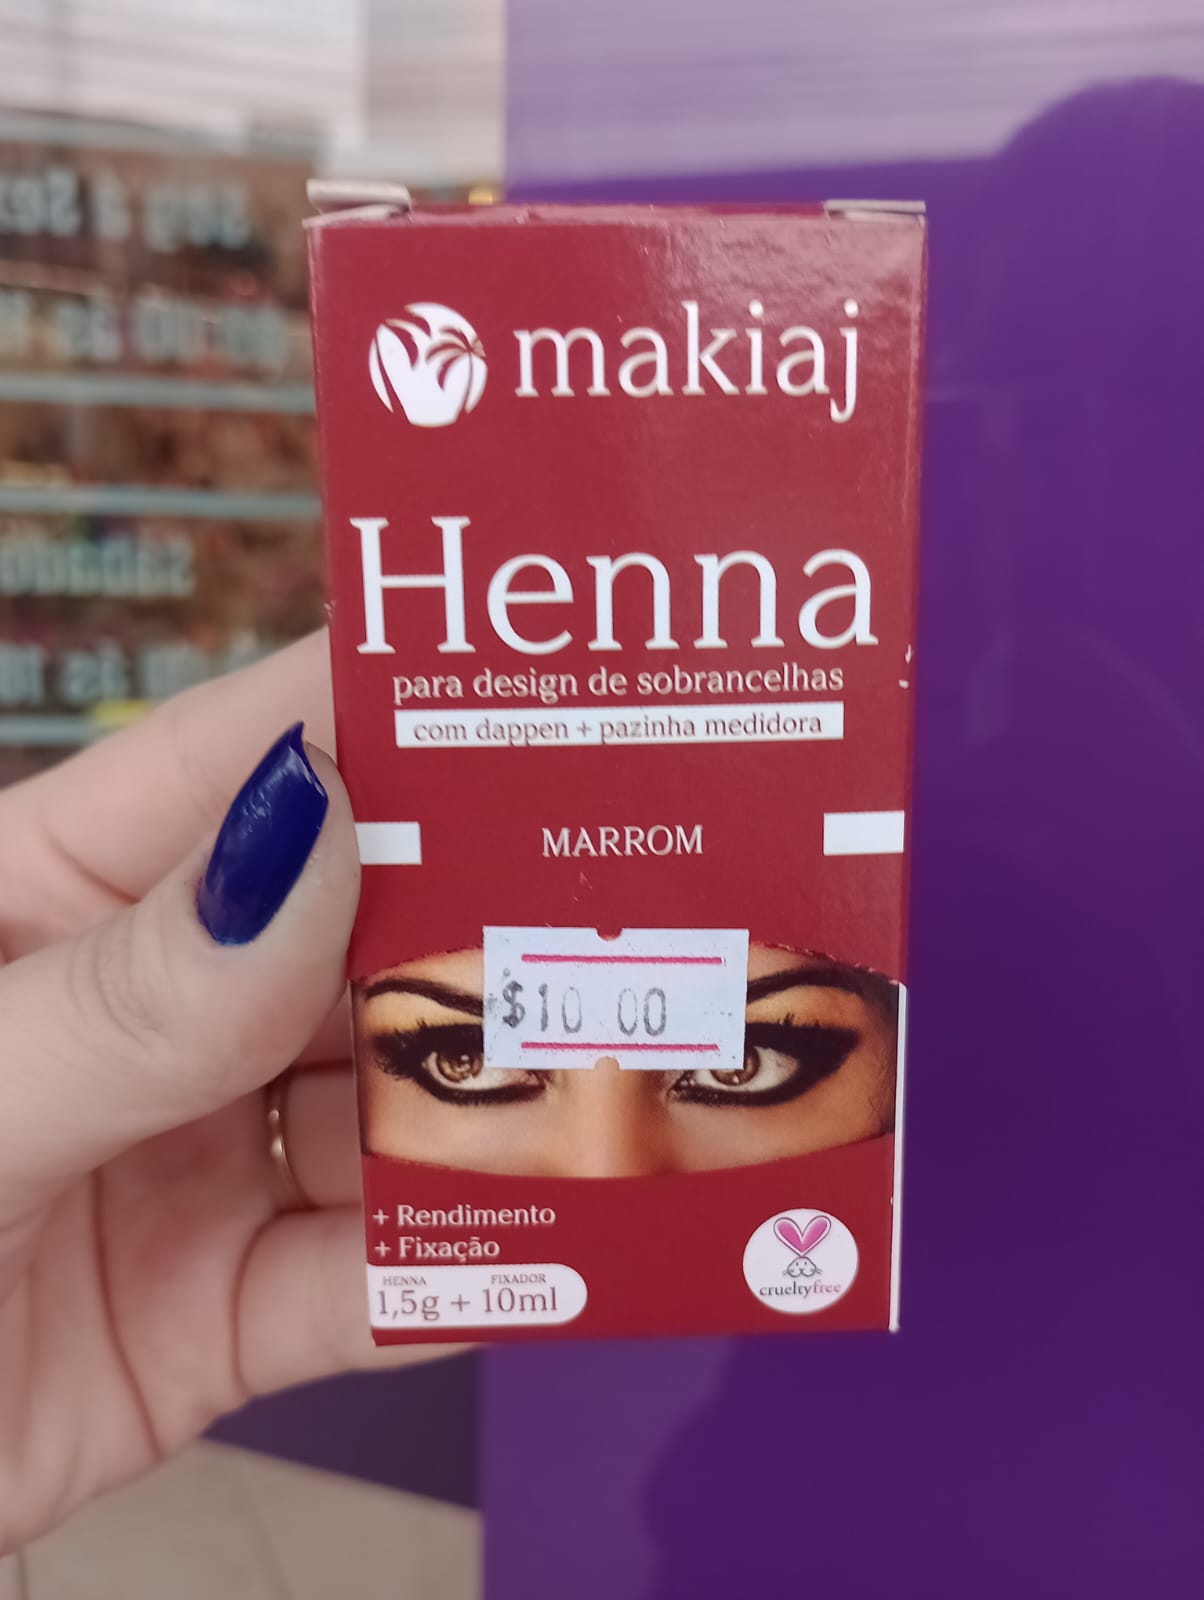 makiaj
Henna
para design de sobrancelhas
com dappen + pazinha medidora
MARROM
$10 00
+ Rendimento
+ Fixação
HENNA FIXADOR
1,5g + 10ml
crueltyfree